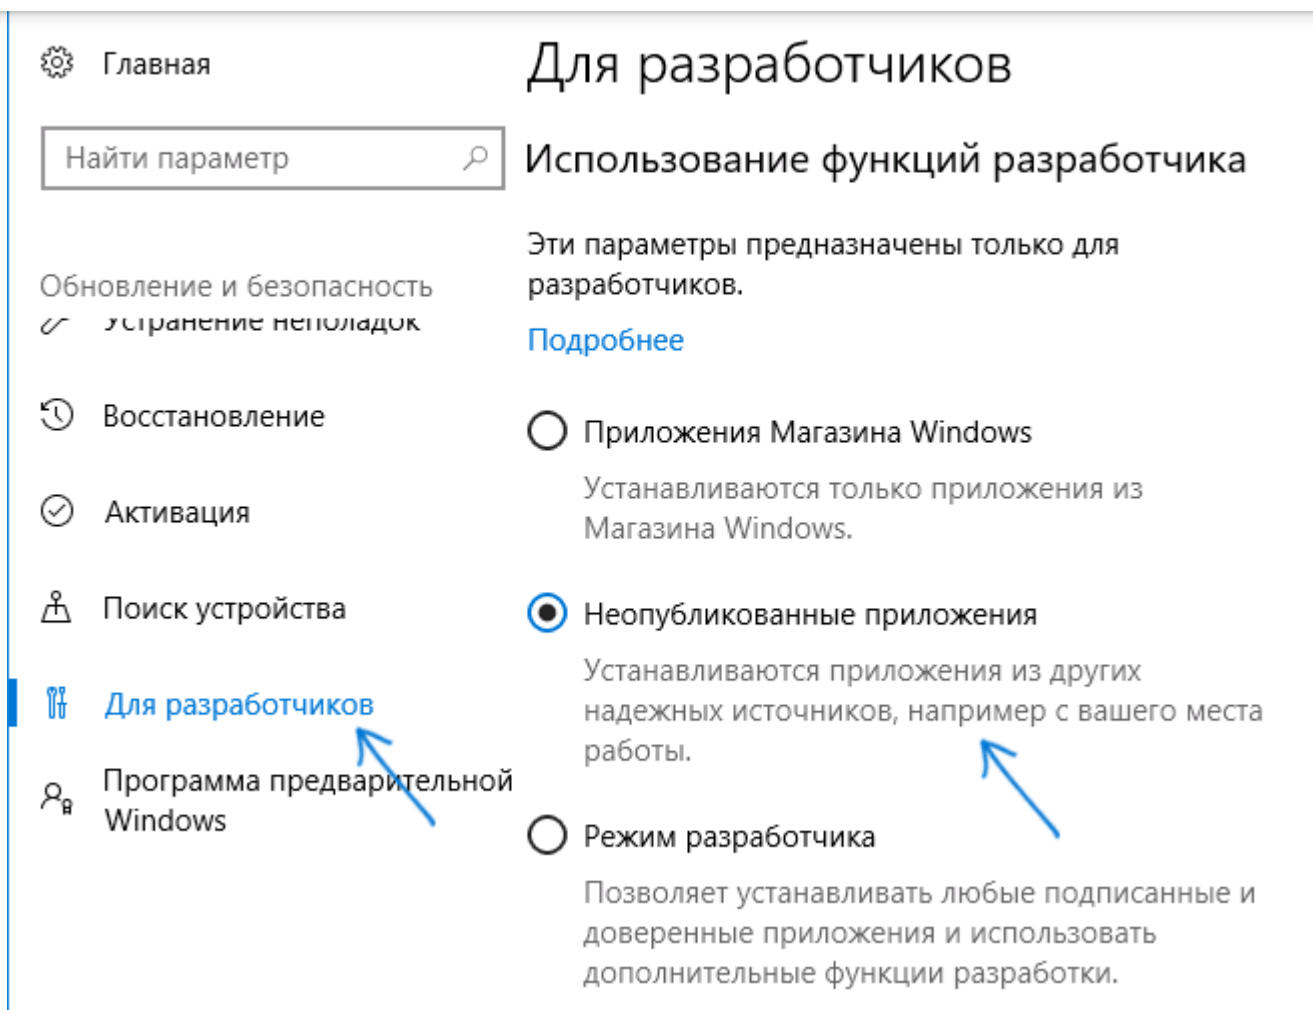 Главная
Найти параметр
Обновление и безопасность
Устранение неполадок
Восстановление
Активация
Поиск устройства
Для разработчиков
Программа предварительной
Windows
Для разработчиков
Использование функций разработчика
Эти параметры предназначены только для
разработчиков.
Подробнее
Приложения Магазина Windows
Устанавливаются только приложения из
Магазина Windows.
Неопубликованные приложения
Устанавливаются приложения из других
надежных источников, например с вашего места
работы.
Режим разработчика
Позволяет устанавливать любые подписанные и
доверенные приложения и использовать
дополнительные функции разработки.